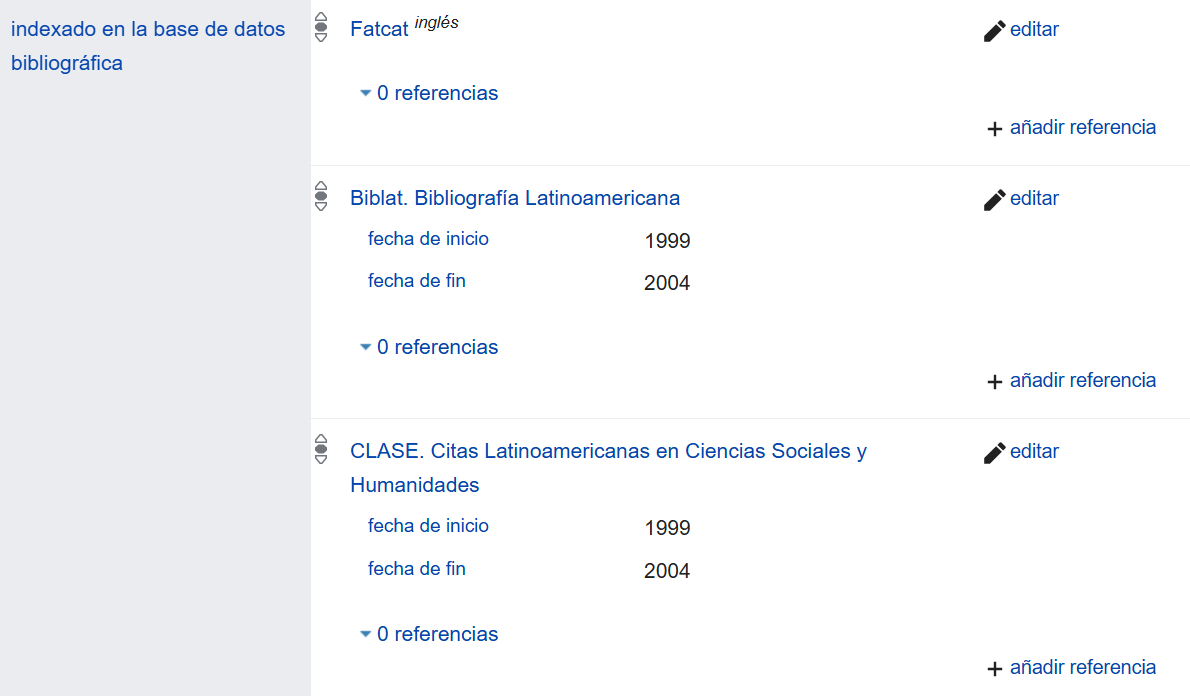 indexado en la base de datos
bibliográfica
Fatcat inglés
editar
0 referencias
añadir referencia
Biblat. Bibliografía Latinoamericana
editar
fecha de inicio 1999
fecha de fin 2004
0 referencias
añadir referencia
CLASE. Citas Latinoamericanas en Ciencias Sociales y
Humanidades
editar
fecha de inicio 1999
fecha de fin 2004
0 referencias
añadir referencia